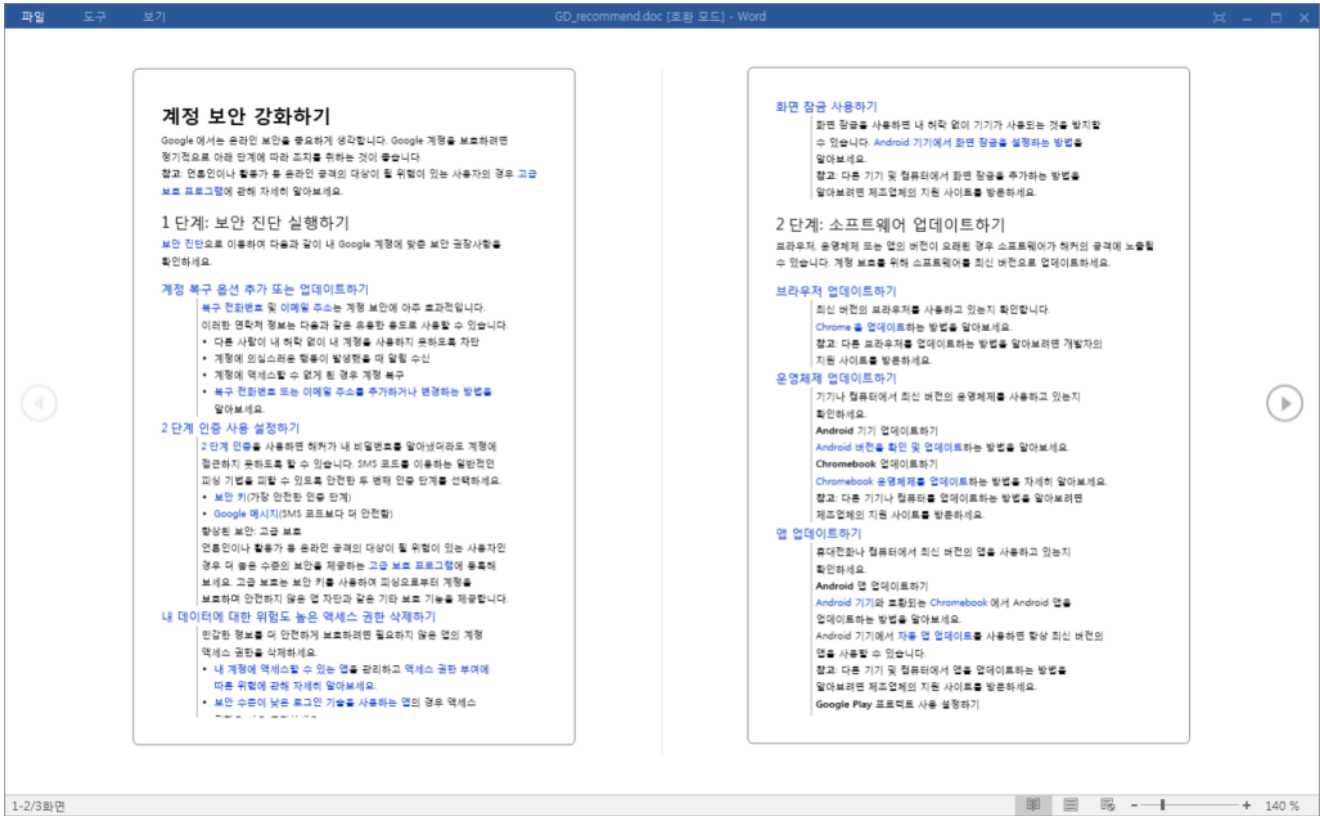 파일 도구 보기 GD_recommend.doc [호환 모드] - Word
계정 보안 강화하기
Google 에서는 온라인 보안을 중요하게 생각합니다. Google 계정을 보호하려면
정기적으로 아래 단계에 따라 조치를 취하는 것이 좋습니다.
참고: 언론인이나 활동가 등 온라인 공격의 대상이 될 위험이 있는 사용자의 경우 고급
보호 프로그램에 관해 자세히 알아보세요.
1 단계: 보안 진단 실행하기
보안 진단으로 이동하여 다음과 같이 내 Google 계정에 맞춘 보안 권장사항을
확인하세요.
계정 복구 옵션 추가 또는 업데이트하기
복구 전화번호 및 이메일 주소는 계정 보안에 아주 효과적입니다.
이러한 연락처 정보는 다음과 같은 유용한 용도로 사용할 수 있습니다.
• 다른 사람이 내 허락 없이 내 계정을 사용하지 못하도록 차단
• 계정에 의심스러운 행동이 발생했을 때 알림 수신
• 계정에 액세스할 수 없게 된 경우 계정 복구
• 복구 전화번호 또는 이메일 주소를 추가하거나 변경하는 방법을
알아보세요.
2 단계 인증 사용 설정하기
2 단계 인증을 사용하면 해커가 내 비밀번호를 알아냈더라도 계정에
접근하지 못하도록 할 수 있습니다. SMS 코드를 이용하는 일반적인
피싱 기법을 피할 수 있도록 안전한 두 번째 인증 단계를 선택하세요.
• 보안 키(가장 안전한 인증 단계)
• Google 메시지(SMS 코드보다 더 안전함)
향상된 보안: 고급 보호
언론인이나 활동가 등 온라인 공격의 대상이 될 위험이 있는 사용자인
경우 더 높은 수준의 보안을 제공하는 고급 보호 프로그램에 등록해
보세요. 고급 보호는 보안 키를 사용하여 피싱으로부터 계정을
보호하며 안전하지 않은 앱 차단과 같은 기타 보호 기능을 제공합니다.
내 데이터에 대한 위험도 높은 액세스 권한 삭제하기
민감한 정보를 더 안전하게 보호하려면 필요하지 않은 앱의 계정
액세스 권한을 삭제하세요.
• 내 계정에 액세스할 수 있는 앱을 관리하고 액세스 권한 부여에
따른 위험에 관해 자세히 알아보세요.
• 보안 수준이 낮은 로그인 기술을 사용하는 앱의 경우 액세스
화면 잠금 사용하기
화면 잠금을 사용하면 내 허락 없이 기기가 사용되는 것을 방지할
수 있습니다. Android 기기에서 화면 잠금을 설정하는 방법을
알아보세요.
참고: 다른 기기 및 컴퓨터에서 화면 잠금을 추가하는 방법을
알아보려면 제조업체의 지원 사이트를 방문하세요.
2 단계: 소프트웨어 업데이트하기
브라우저, 운영체제 또는 앱의 버전이 오래된 경우 소프트웨어가 해커의 공격에 노출될
수 있습니다. 계정 보호를 위해 소프트웨어를 최신 버전으로 업데이트하세요.
브라우저 업데이트하기
최신 버전의 브라우저를 사용하고 있는지 확인합니다.
Chrome 을 업데이트하는 방법을 알아보세요.
참고: 다른 브라우저를 업데이트하는 방법을 알아보려면 개발자의
지원 사이트를 방문하세요.
운영체제 업데이트하기
기기나 컴퓨터에서 최신 버전의 운영체제를 사용하고 있는지
확인하세요.
Android 기기 업데이트하기
Android 버전을 확인 및 업데이트하는 방법을 알아보세요.
Chromebook 업데이트하기
Chromebook 운영체제를 업데이트하는 방법을 자세히 알아보세요.
참고: 다른 기기나 컴퓨터를 업데이트하는 방법을 알아보려면
제조업체의 지원 사이트를 방문하세요.
앱 업데이트하기
휴대전화나 컴퓨터에서 최신 버전의 앱을 사용하고 있는지
확인하세요.
Android 앱 업데이트하기
Android 기기와 호환되는 Chromebook 에서 Android 앱을
업데이트하는 방법을 알아보세요.
Android 기기에서 자동 앱 업데이트를 사용하면 항상 최신 버전의
앱을 사용할 수 있습니다.
참고: 다른 기기 및 컴퓨터에서 앱을 업데이트하는 방법을
알아보려면 제조업체의 지원 사이트를 방문하세요.
Google Play 프로텍트 사용 설정하기
1-2/3화면 140 %